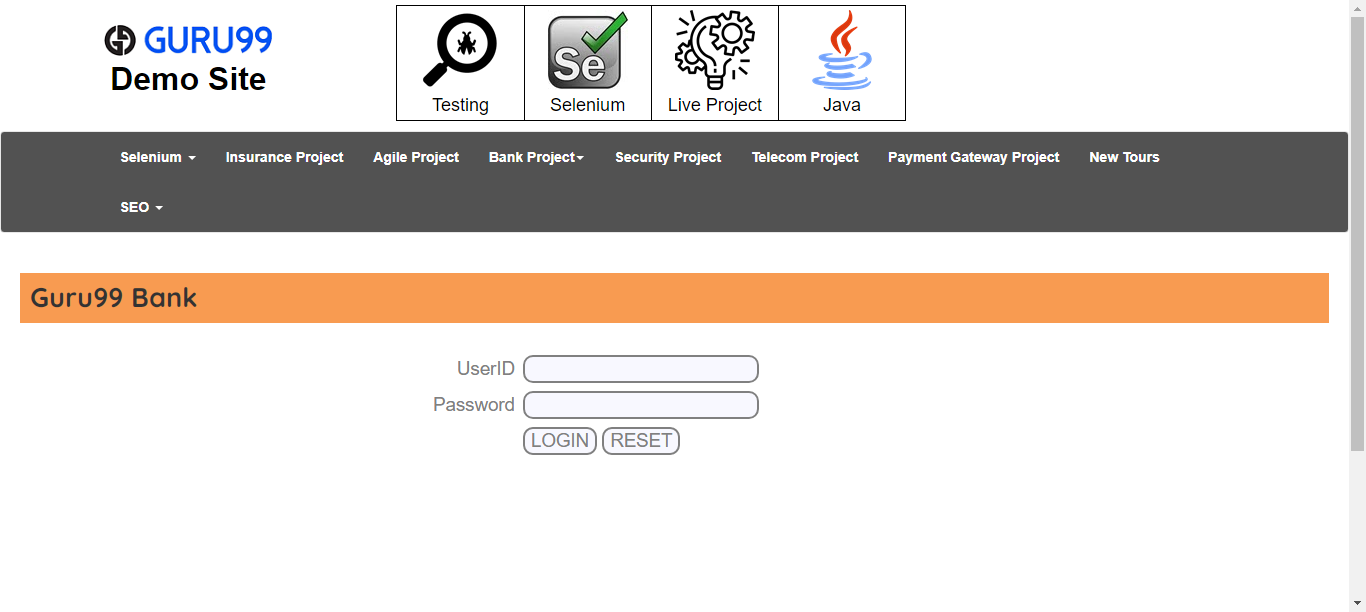 GURU99
Demo Site
Se
Testing
Selenium
Live Project
Java
Selenium
Insurance Project
Agile Project
Bank Project
Security Project
Telecom Project
Payment Gateway Project
New Tours
SEO
Guru99 Bank
UserID
Password
LOGIN
RESET